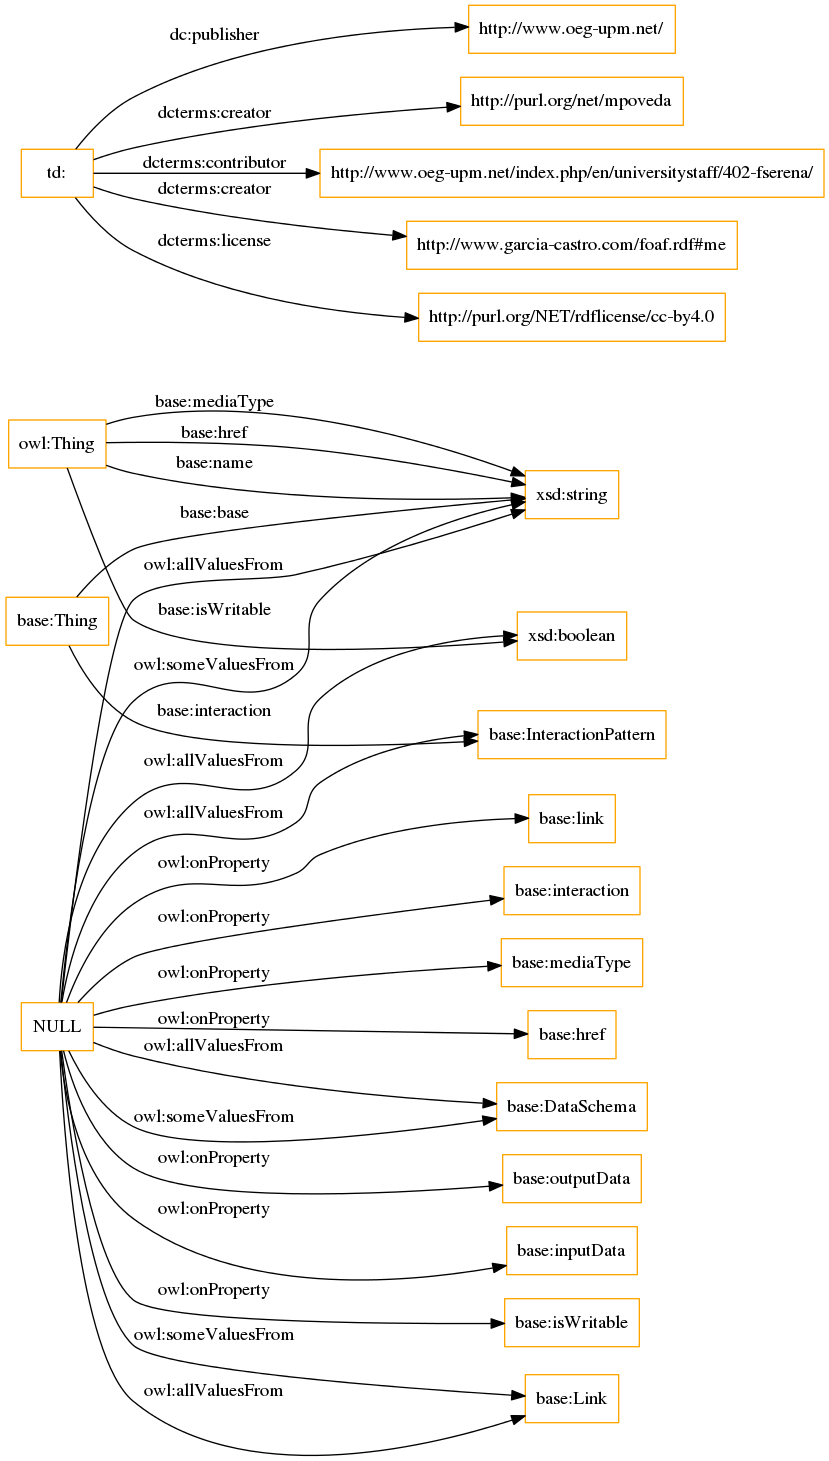 dc:publisher
http://www.oeg-upm.net/
dcterms:creator
http://purl.org/net/mpoveda
td:
dcterms:contributor
http://www.oeg-upm.net/index.php/en/universitystaff/402-fserena/
dcterms:creator
http://www.garcia-castro.com/foaf.rdf#me
dcterms:license
http://purl.org/NET/rdflicense/cc-by4.0
base:mediaType
owl:Thing
base:href
base:name
xsd:string
base:base
owl:allValuesFrom
base:Thing
base:isWritable
xsd:boolean
owl:someValuesFrom
base:interaction
base:InteractionPattern
owl:allValuesFrom
owl:allValuesFrom
base:link
owl:onProperty
base:interaction
owl:onProperty
base:mediaType
owl:onProperty
NULL
owl:onProperty
base:href
owl:allValuesFrom
base:DataSchema
owl:someValuesFrom
owl:onProperty
base:outputData
owl:onProperty
base:inputData
owl:onProperty
base:isWritable
owl:someValuesFrom
owl:allValuesFrom
base:Link